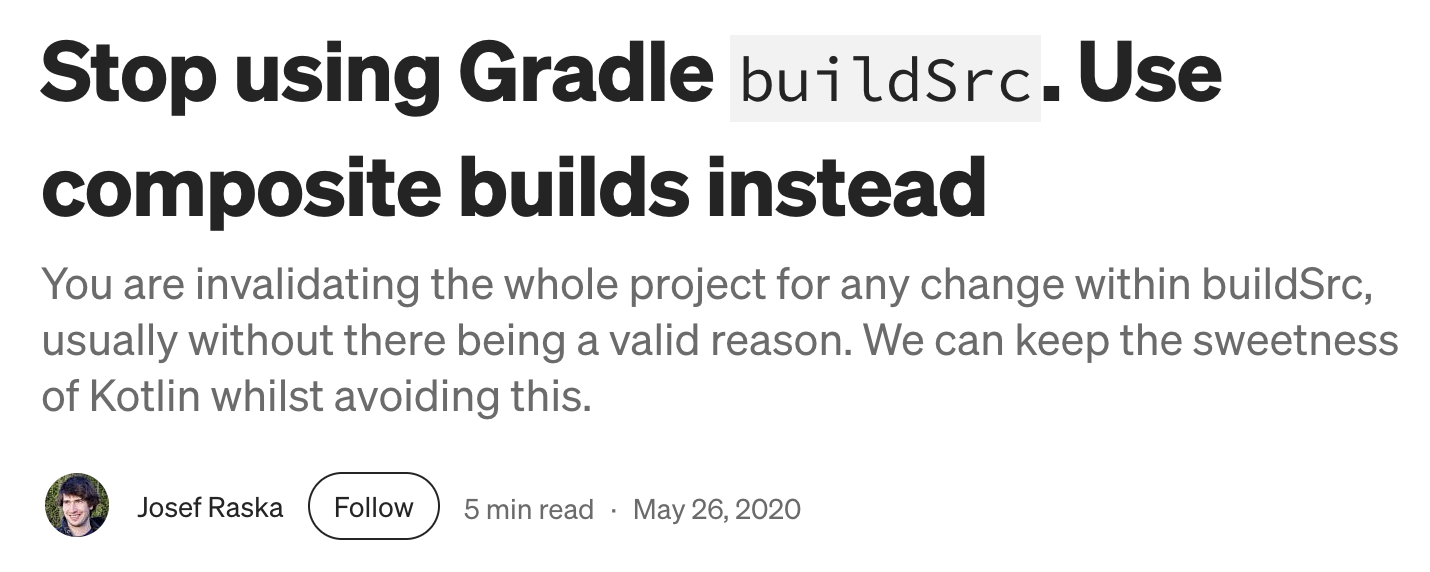 Stop using Gradle buildSrc. Use
composite builds instead
You are invalidating the whole project for any change within buildSrc,
usually without there being a valid reason. We can keep the sweetness
of Kotlin whilst avoiding this.
Josef Raska Follow 5 min read · May 26, 2020